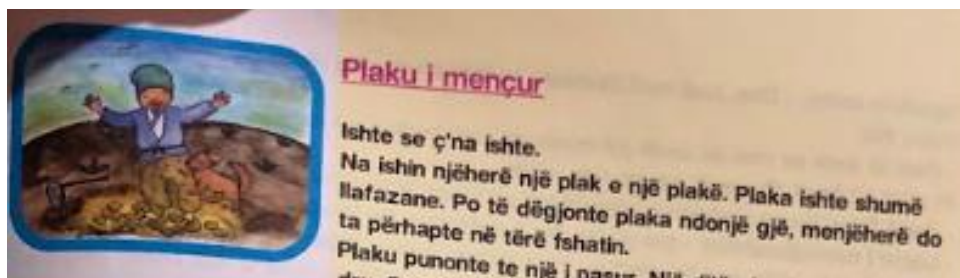 Plaku i mençur
Ishte se ç'na ishte.
Na ishin njëherë një plak e një plakë. Plaka ishte shumë
llafazane. Po të dëgjonte plaka ndonjë gjë, menjëherë do
ta përhapte në tërë fshatin.
Plaku punonte te një i pasur. Një